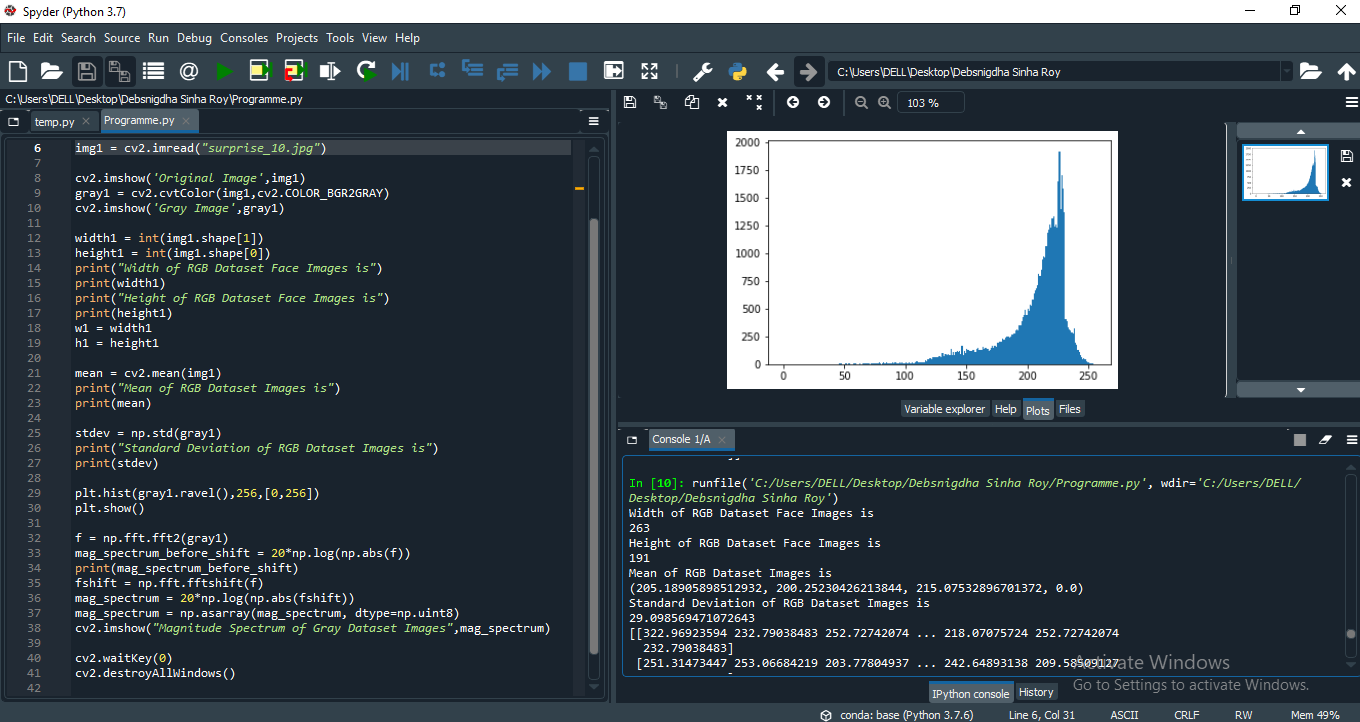 Spyder (Python 3.7)
File Edit Search Source Run Debug Consoles Projects Tools View Help
C:\Users\DELL\Desktop\Debsnigdha Sinha Roy
C:\Users\DELL\Desktop\Debsnigdha Sinha Roy\Programme.py
temp.py
Programme.py
6 img1 = cv2.imread("surprise_10.jpg")
7
8 cv2.imshow('Original Image',img1)
9 gray1 = cv2.cvtColor(img1,cv2.COLOR_BGR2GRAY)
10 cv2.imshow('Gray Image',gray1)
11
12 width1 = int(img1.shape[1])
13 height1 = int(img1.shape[0])
14 print("Width of RGB Dataset Face Images is")
15 print(width1)
16 print("Height of RGB Dataset Face Images is")
17 print(height1)
18 w1 = width1
19 h1 = height1
20
21 mean = cv2.mean(img1)
22 print("Mean of RGB Dataset Images is")
23 print(mean)
24
25 stdev = np.std(gray1)
26 print("Standard Deviation of RGB Dataset Images is")
27 print(stdev)
28
29 plt.hist(gray1.ravel(),256,[0,256])
30 plt.show()
31
32 f = np.fft.fft2(gray1)
33 mag_spectrum_before_shift = 20*np.log(np.abs(f))
34 print(mag_spectrum_before_shift)
35 fshift = np.fft.fftshift(f)
36 mag_spectrum = 20*np.log(np.abs(fshift))
37 mag_spectrum = np.asarray(mag_spectrum, dtype=np.uint8)
38 cv2.imshow("Magnitude Spectrum of Gray Dataset Images",mag_spectrum)
39
40 cv2.waitKey(0)
41 cv2.destroyAllWindows()
42
103 %
2000
1750
1500
1250
1000
750
500
250
0
0 50 100 150 200 250
Variable explorer Help Plots Files
Console 1/A
In [10]: runfile('C:/Users/DELL/Desktop/Debsnigdha Sinha Roy/Programme.py', wdir='C:/Users/DELL/
Desktop/Debsnigdha Sinha Roy')
Width of RGB Dataset Face Images is
263
Height of RGB Dataset Face Images is
191
Mean of RGB Dataset Images is
(205.18905898512932, 200.25230426213844, 215.07532896701372, 0.0)
Standard Deviation of RGB Dataset Images is
29.098569471072643
[[322.96923594 232.79038483 252.72742074 ... 218.07075724 252.72742074
232.79038483]
[251.31473447 253.06684219 203.77804937 ... 242.64893138
Activate Windows
Go to Settings to activate Windows.
IPython console History
conda: base (Python 3.7.6) Line 6, Col 31 ASCII CRLF RW Mem 49%